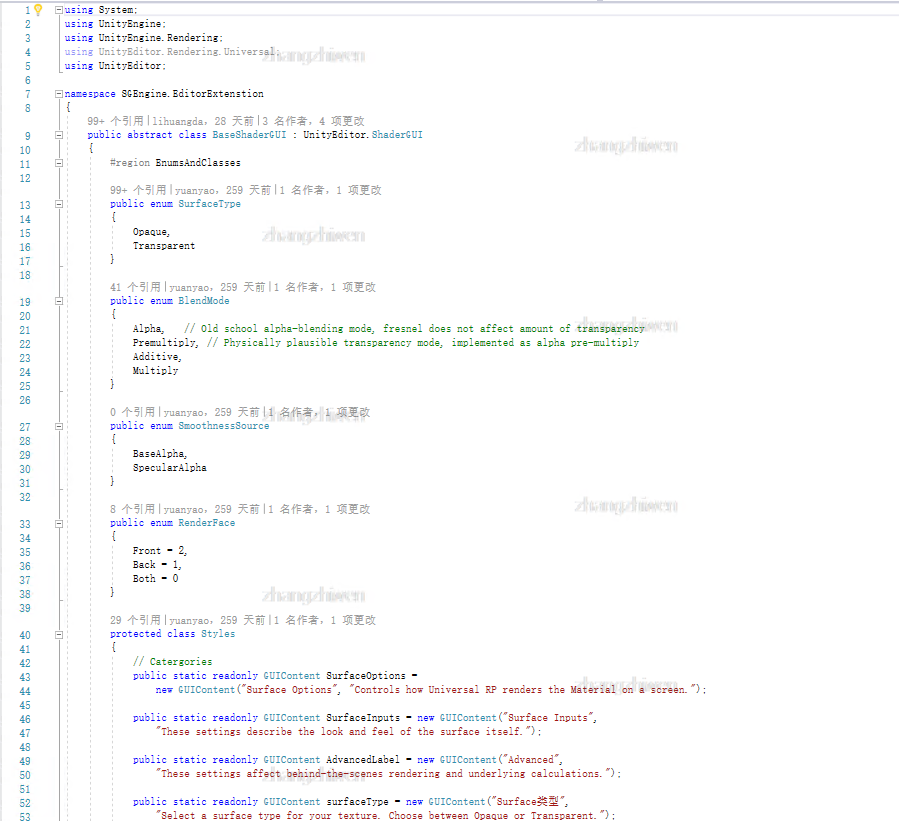 1 using System;
2 using UnityEngine;
3 using UnityEngine.Rendering;
4 using UnityEditor.Rendering.Universal;
5 using UnityEditor;
6
7 namespace SGEngine.EditorExtenstion
8 {
99+ 个引用|lihuangda，28 天前|3 名作者，4 项更改
9 public abstract class BaseShaderGUI : UnityEditor.ShaderGUI
10 {
11 #region EnumsAndClasses
12
99+ 个引用|yuanyao，259 天前|1 名作者，1 项更改
13 public enum SurfaceType
14 {
15 Opaque,
16 Transparent
17 }
18
41 个引用|yuanyao，259 天前|1 名作者，1 项更改
19 public enum BlendMode
20 {
21 Alpha,   // Old school alpha-blending mode, fresnel does not affect amount of transparency
22 Premultiply, // Physically plausible transparency mode, implemented as alpha pre-multiply
23 Additive,
24 Multiply
25 }
26
0 个引用|yuanyao，259 天前|1 名作者，1 项更改
27 public enum SmoothnessSource
28 {
29 BaseAlpha,
30 SpecularAlpha
31 }
32
8 个引用|yuanyao，259 天前|1 名作者，1 项更改
33 public enum RenderFace
34 {
35 Front = 2,
36 Back = 1,
37 Both = 0
38 }
39
29 个引用|yuanyao，259 天前|1 名作者，1 项更改
40 protected class Styles
41 {
42 // Catergories
43 public static readonly GUIContent SurfaceOptions =
44 new GUIContent("Surface Options", "Controls how Universal RP renders the Material on a screen.");
45
46 public static readonly GUIContent SurfaceInputs = new GUIContent("Surface Inputs",
47 "These settings describe the look and feel of the surface itself.");
48
49 public static readonly GUIContent AdvancedLabel = new GUIContent("Advanced",
50 "These settings affect behind-the-scenes rendering and underlying calculations.");
51
52 public static readonly GUIContent surfaceType = new GUIContent("Surface类型",
53 "Select a surface type for your texture. Choose between Opaque or Transparent.");
zhangzhiwen
zhangzhiwen
zhangzhiwen
zhangzhiwen
zhangzhiwen
zhangzhiwen
zhangzhiwen
zhangzhiwen
zhangzhiwen